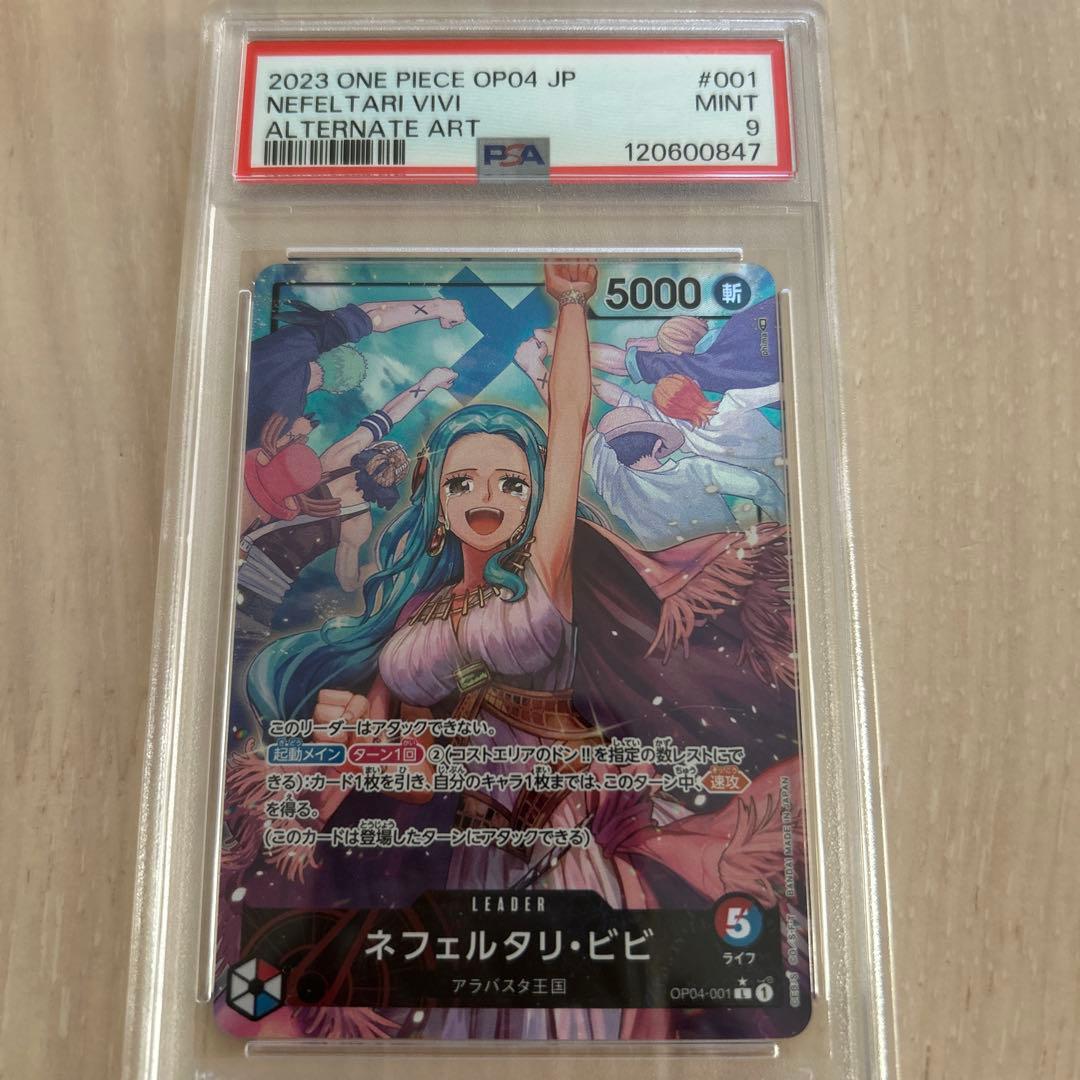 2023 ONE PIECE OP04 JP #001
NEFELTARI VIVI MINT
ALTERNATE ART 9
PSA 120600847
5000 斬
phima
このリーダーはアタックできない。
起動メイン ターン1回 ②(コストエリアのドン!!を指定の数レストにで
きる):カード1枚を引き、自分のキャラ1枚までは、このターン中、速攻
を得る。
(このカードは登場したターンにアタックできる)
LEADER
ネフェルタリ・ビビ
アラバスタ王国
5
ライフ
OP04-001 L 1
BANDAI MADE IN JAPAN